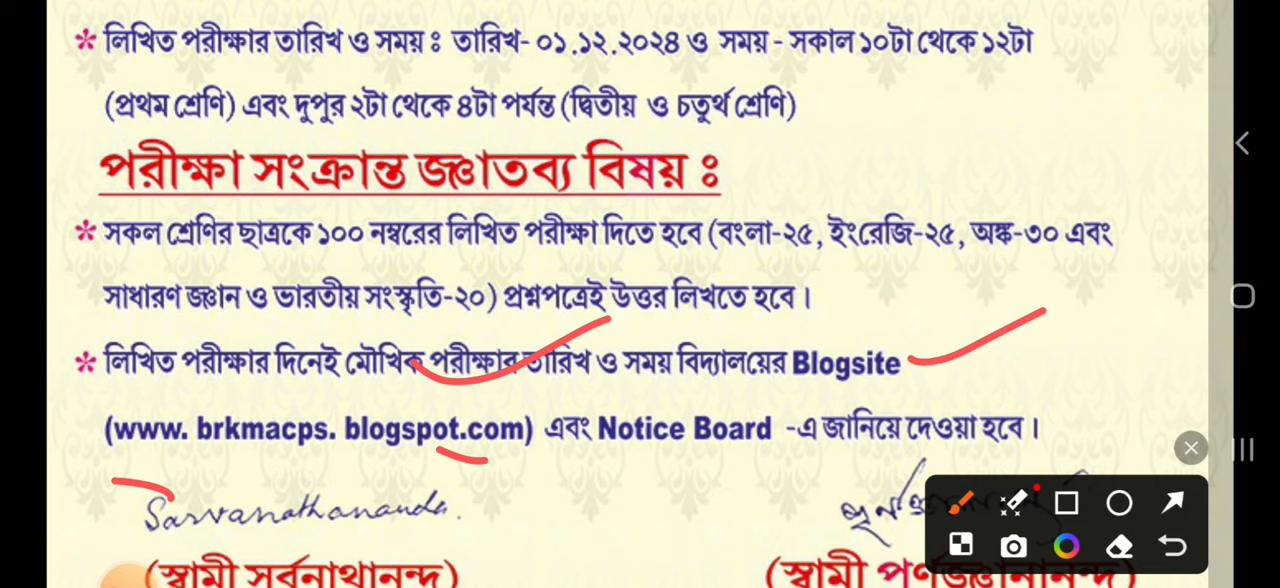 * লিখিত পরীক্ষার তারিখ ও সময় ঃ তারিখ- ০১.১২.২০২৪ ও সময় - সকাল ১০টা থেকে ১২টা
(প্রথম শ্রেণি) এবং দুপুর ২টা থেকে ৪টা পর্যন্ত (দ্বিতীয় ও চতুর্থ শ্রেণি)
পরীক্ষা সংক্রান্ত জ্ঞাতব্য বিষয় ঃ
* সকল শ্রেণির ছাত্রকে ১০০ নম্বরের লিখিত পরীক্ষা দিতে হবে (বংলা-২৫, ইংরেজি-২৫, অঙ্ক-৩০ এবং
সাধারণ জ্ঞান ও ভারতীয় সংস্কৃতি-২০) প্রশ্নপত্রেই উত্তর লিখতে হবে।
* লিখিত পরীক্ষার দিনেই মৌখিক পরীক্ষার তারিখ ও সময় বিদ্যালয়ের Blogsite
(www. brkmacps. blogspot.com) এবং Notice Board -এ জানিয়ে দেওয়া হবে।
Sarvanathananda.
(স্বামী সর্বনাথানন্দ) (স্বামী পূর্ণজ্ঞানানন্দ)